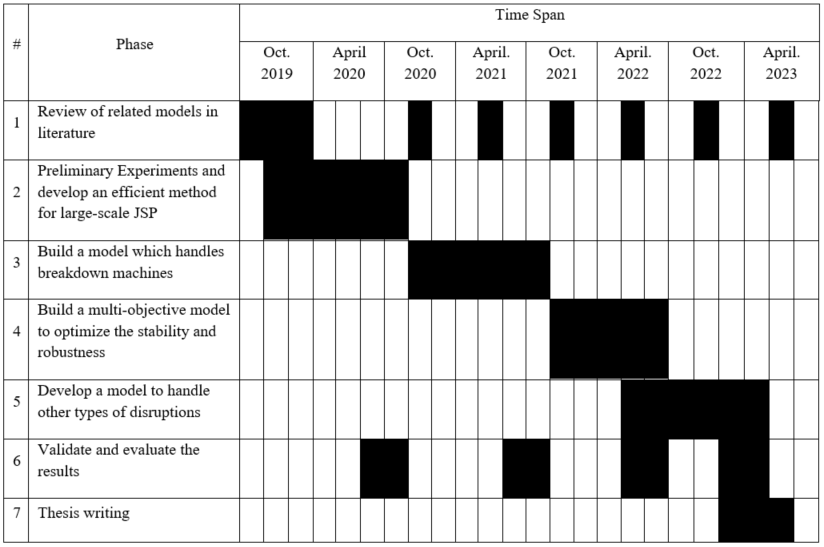 #
Phase
Time Span
Oct.
2019
April
2020
Oct.
2020
April.
2021
Oct.
2021
April.
2022
Oct.
2022
April.
2023
1
Review of related models in
literature
2
Preliminary Experiments and
develop an efficient method
for large-scale JSP
3
Build a model which handles
breakdown machines
4
Build a multi-objective model
to optimize the stability and
robustness
5
Develop a model to handle
other types of disruptions
6
Validate and evaluate the
results
7
Thesis writing